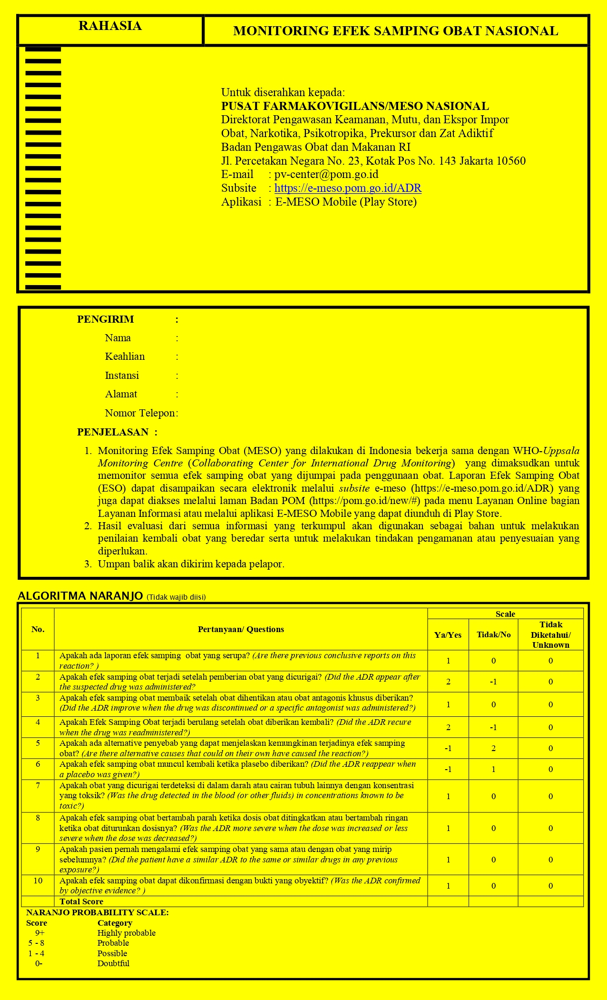 RAHASIA
MONITORING EFEK SAMPING OBAT NASIONAL
Untuk diserahkan kepada:
PUSAT FARMAKOVIGILANS/MESO NASIONAL
Direktorat Pengawasan Keamanan, Mutu, dan Ekspor Impor
Obat, Narkotika, Psikotropika, Prekursor dan Zat Adiktif
Badan Pengawas Obat dan Makanan RI
Jl. Percetakan Negara No. 23, Kotak Pos No. 143 Jakarta 10560
E-mail : pv-center@pom.go.id
Subsite : https://e-meso.pom.go.id/ADR
Aplikasi : E-MESO Mobile (Play Store)
PENGIRIM :
Nama :
Keahlian :
Instansi :
Alamat :
Nomor Telepon :
PENJELASAN :
1. Monitoring Efek Samping Obat (MESO) yang dilakukan di Indonesia bekerja sama dengan WHO-Uppsala
Monitoring Centre (Collaborating Center for International Drug Monitoring) yang dimaksudkan untuk
memonitor semua efek samping obat yang dijumpai pada penggunaan obat. Laporan Efek Samping Obat
(ESO) dapat disampaikan secara elektronik melalui subsite e-meso (https://e-meso.pom.go.id/ADR) yang
juga dapat diakses melalui laman Badan POM (https://pom.go.id/new/#) pada menu Layanan Online bagian
Layanan Informasi atau melalui aplikasi E-MESO Mobile yang dapat diunduh di Play Store.
2. Hasil evaluasi dari semua informasi yang terkumpul akan digunakan sebagai bahan untuk melakukan
penilaian kembali obat yang beredar serta untuk melakukan tindakan pengamanan atau penyesuaian yang
diperlukan.
3. Umpan balik akan dikirim kepada pelapor.
ALGORITMA NARANJO (Tidak wajib diisi)
No.
Pertanyaan/ Questions
Scale
Ya/Yes
Tidak/No
Tidak
Diketahui/
Unknown
1
Apakah ada laporan efek samping obat yang serupa? (Are there previous conclusive reports on this
reaction? )
1 0 0
2
Apakah efek samping obat terjadi setelah pemberian obat yang dicurigai? (Did the ADR appear after
the suspected drug was administered?
2 -1 0
3
Apakah efek samping obat membaik setelah obat dihentikan atau obat antagonis khusus diberikan?
(Did the ADR improve when the drug was discontinued or a specific antagonist was administered?)
1 0 0
4
Apakah Efek Samping Obat terjadi berulang setelah obat diberikan kembali? (Did the ADR recure
when the drug was readministered?)
2 -1 0
5
Apakah ada alternative penyebab yang dapat menjelaskan kemungkinan terjadinya efek samping
obat? (Are there alternative causes that could on their own have caused the reaction?)
-1 2 0
6
Apakah efek samping obat muncul kembali ketika plasebo diberikan? (Did the ADR reappear when
a placebo was given?)
-1 1 0
7
Apakah obat yang dicurigai terdeteksi di dalam darah atau cairan tubuh lainnya dengan konsentrasi
yang toksik? (Was the drug detected in the blood (or other fluids) in concentrations known to be
toxic?)
1 0 0
8
Apakah efek samping obat bertambah parah ketika dosis obat ditingkatkan atau bertambah ringan
ketika obat diturunkan dosisnya? (Was the ADR more severe when the dose was increased or less
severe when the dose was decreased?)
1 0 0
9
Apakah pasien pernah mengalami efek samping obat yang sama atau dengan obat yang mirip
sebelumnya? (Did the patient have a similar ADR to the same or similar drugs in any previous
exposure?)
1 0 0
10
Apakah efek samping obat dapat dikonfirmasi dengan bukti yang obyektif? (Was the ADR confirmed
by objective evidence? )
1 0 0
Total Score
NARANJO PROBABILITY SCALE:
Score Category
9+ Highly probable
5 - 8 Probable
1 - 4 Possible
0- Doubtful